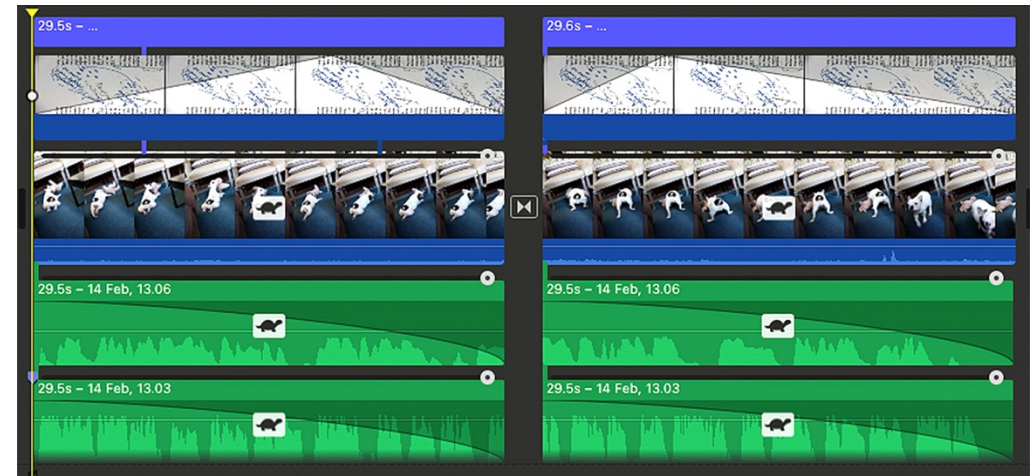 29.5s – ...
29.6s – ...
29.5s – 14 Feb, 13.06
29.5s – 14 Feb, 13.06
29.5s – 14 Feb, 13.03
29.5s – 14 Feb, 13.03